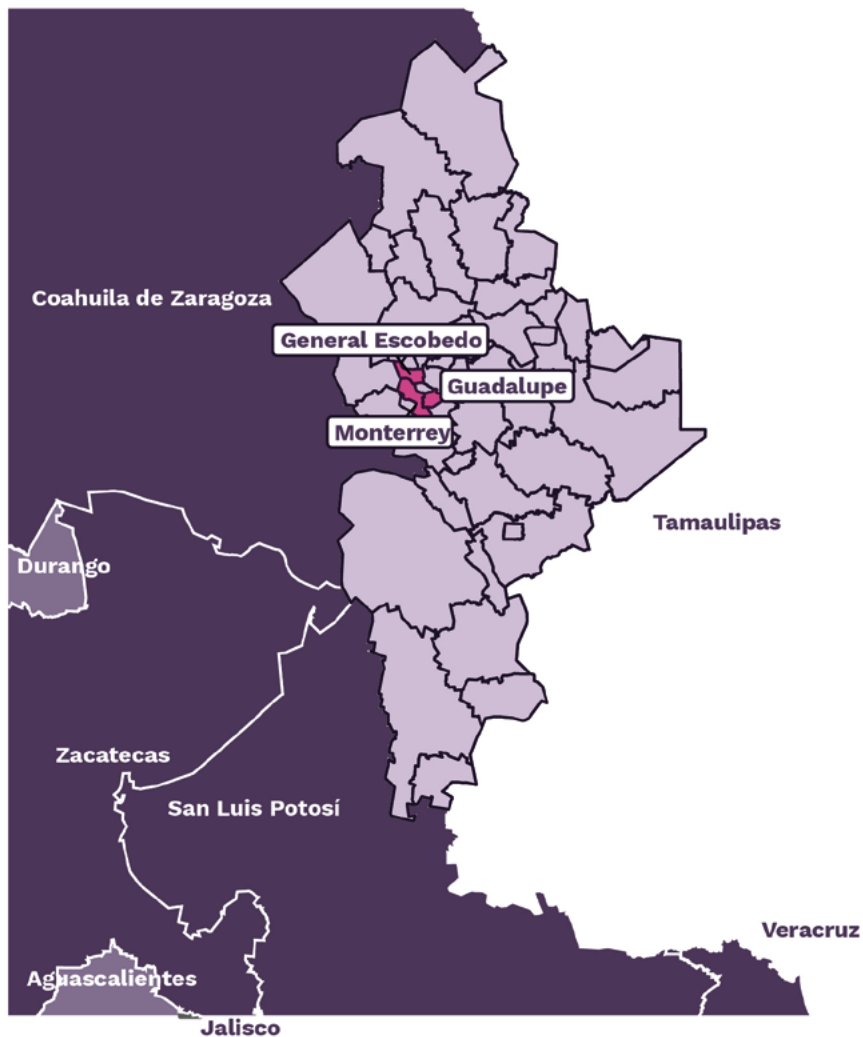 Coahuila de Zaragoza
General Escobedo
Guadalupe
Monterrey
Tamaulipas
Durango
Zacatecas
San Luis Potosí
Veracruz
Aguascalientes
Jalisco